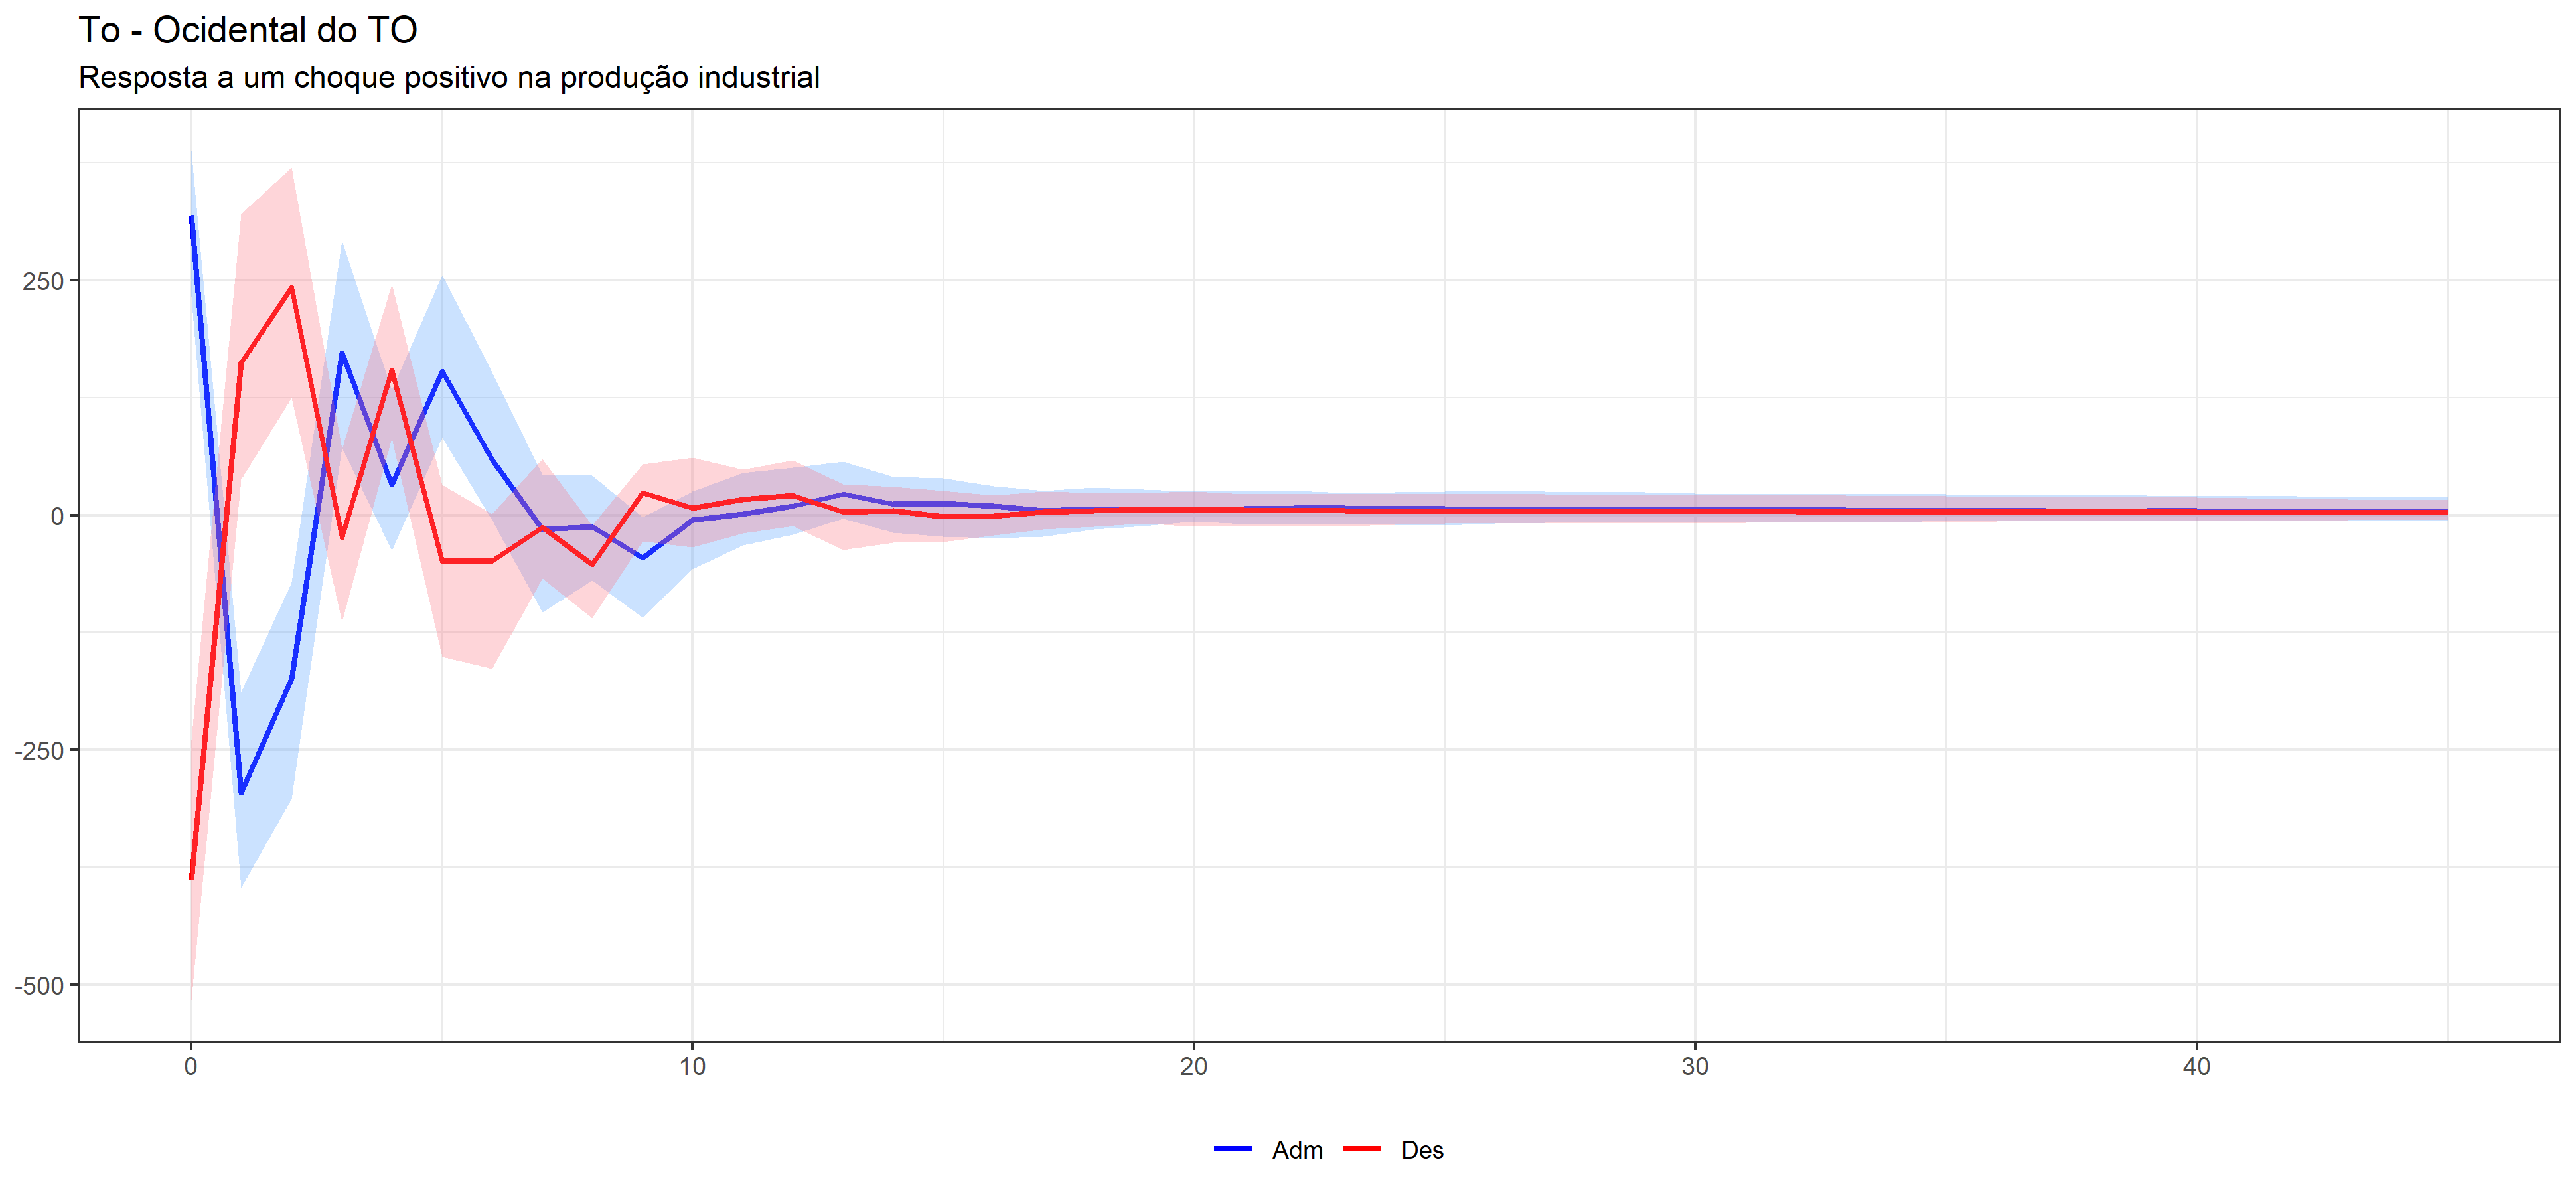 To - Ocidental do TO
Resposta a um choque positivo na produção industrial
250
0
-250
-500
0 10 20 30 40
Adm Des